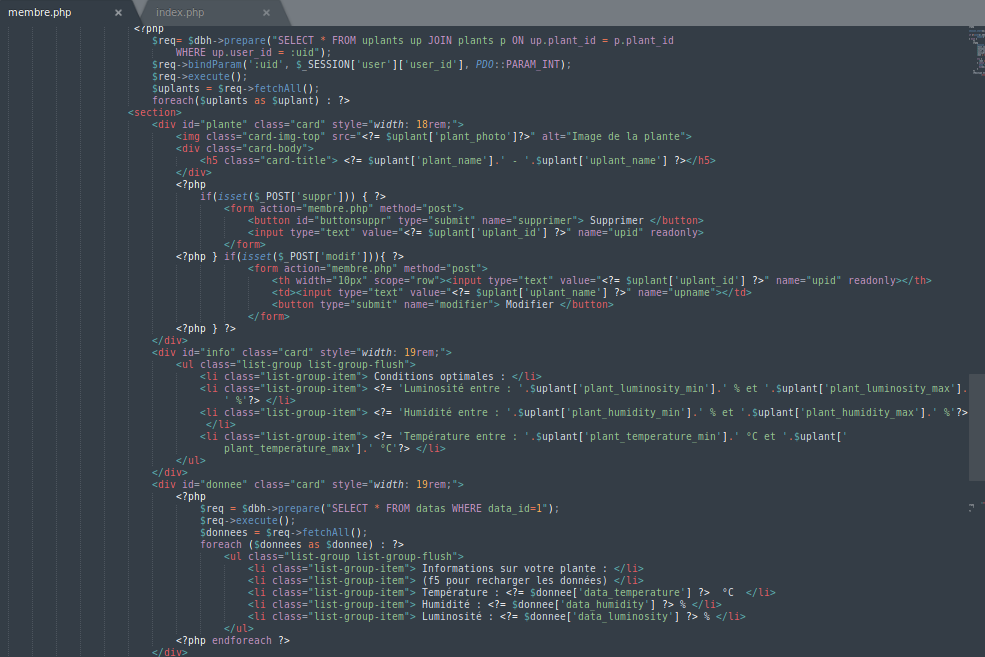 membre.php ×
index.php ×
<?php
$req= $dbh->prepare("SELECT * FROM uplants up JOIN plants p ON up.plant_id = p.plant_id
WHERE up.user_id = :uid");
$req->bindParam(':uid', $_SESSION['user']['user_id'], PDO::PARAM_INT);
$req->execute();
$uplants = $req->fetchAll();
foreach($uplants as $uplant) : ?>
<section>
<div id="plante" class="card" style="width: 18rem;">
<img class="card-img-top" src="<?= $uplant['plant_photo']?>" alt="Image de la plante">
<div class="card-body">
<h5 class="card-title"> <?= $uplant['plant_name'].' - '.$uplant['uplant_name'] ?></h5>
</div>
<?php
if(isset($_POST['suppr'])) { ?>
<form action="membre.php" method="post">
<button id="buttonsuppr" type="submit" name="supprimer"> Supprimer </button>
<input type="text" value="<?= $uplant['uplant_id'] ?>" name="upid" readonly>
</form>
<?php } if(isset($_POST['modif'])){ ?>
<form action="membre.php" method="post">
<th width="10px" scope="row"><input type="text" value="<?= $uplant['uplant_id'] ?>" name="upid" readonly></th>
<td><input type="text" value="<?= $uplant['uplant_name'] ?>" name="upname"></td>
<button type="submit" name="modifier"> Modifier </button>
</form>
<?php } ?>
</div>
<div id="info" class="card" style="width: 19rem;">
<ul class="list-group list-group-flush">
<li class="list-group-item"> Conditions optimales : </li>
<li class="list-group-item"> <?= 'Luminosité entre : '.$uplant['plant_luminosity_min'].' % et '.$uplant['plant_luminosity_max'].
' %'?> </li>
<li class="list-group-item"> <?= 'Humidité entre : '.$uplant['plant_humidity_min'].' % et '.$uplant['plant_humidity_max'].' %'?>
</li>
<li class="list-group-item"> <?= 'Température entre : '.$uplant['plant_temperature_min'].' °C et '.$uplant['
plant_temperature_max'].' °C'?> </li>
</ul>
</div>
<div id="donnee" class="card" style="width: 19rem;">
<?php
$req = $dbh->prepare("SELECT * FROM datas WHERE data_id=1");
$req->execute();
$donnees = $req->fetchAll();
foreach ($donnees as $donnee) : ?>
<ul class="list-group list-group-flush">
<li class="list-group-item"> Informations sur votre plante : </li>
<li class="list-group-item"> (f5 pour recharger les données) </li>
<li class="list-group-item"> Température : <?= $donnee['data_temperature'] ?>  °C  </li>
<li class="list-group-item"> Humidité : <?= $donnee['data_humidity'] ?> % </li>
<li class="list-group-item"> Luminosité : <?= $donnee['data_luminosity'] ?> % </li>
</ul>
<?php endforeach ?>
</div>